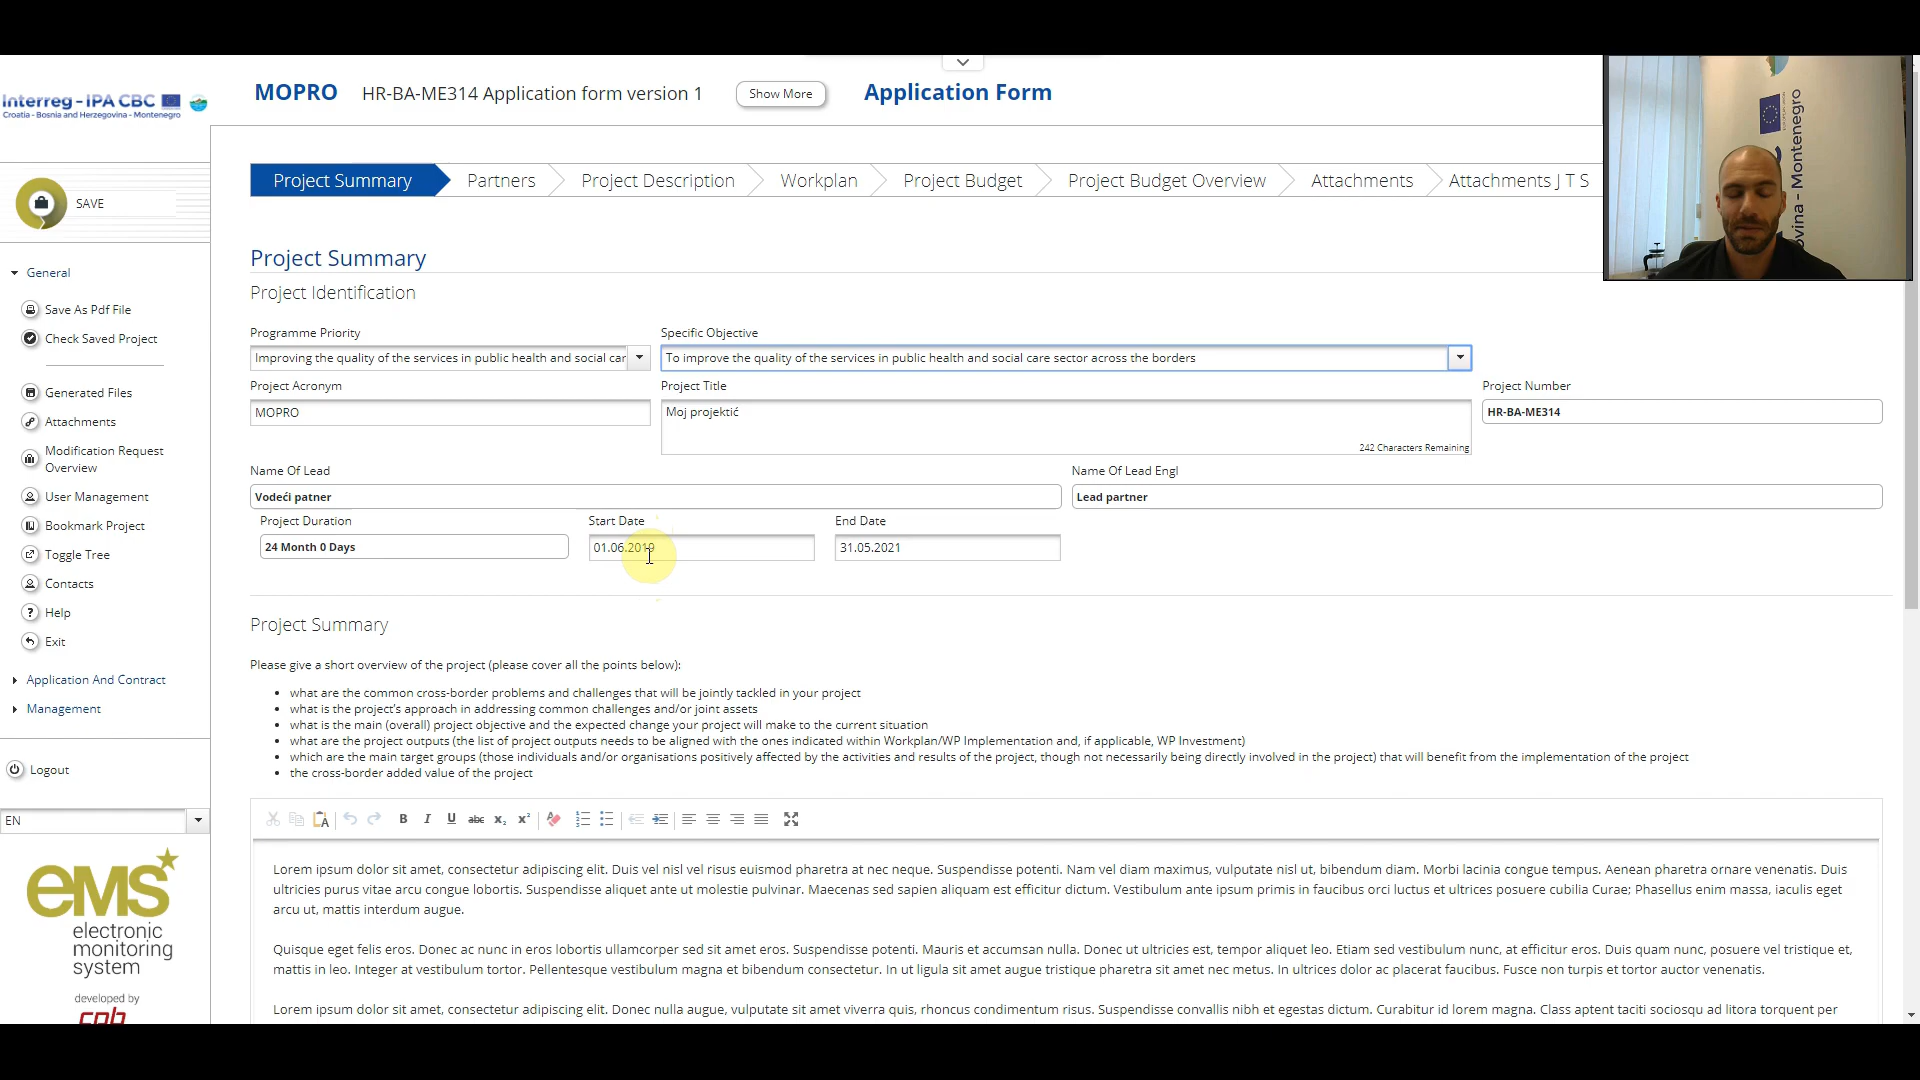 MOPRO HR-BA-ME314 Application form version 1 Show More Application Form
Interreg - IPA CBC
Croatia - Bosnia and Herzegovina - Montenegro
Project Summary Partners Project Description Workplan Project Budget Project Budget Overview Attachments Attachments J T S
ovina - Montenegro
SAVE
General
Save As Pdf File
Check Saved Project
Generated Files
Attachments
Modification Request
Overview
User Management
Bookmark Project
Toggle Tree
Contacts
Help
Exit
Application And Contract
Management
Logout
EN
eMS
electronic
monitoring
system
developed by
Project Summary
Project Identification
Programme Priority Specific Objective
Improving the quality of the services in public health and social car To improve the quality of the services in public health and social care sector across the borders
Project Acronym Project Title Project Number
MOPRO Moj projektić HR-BA-ME314
242 Characters Remaining
Name Of Lead Name Of Lead Engl
Vodeći patner Lead partner
Project Duration Start Date End Date
24 Month 0 Days 01.06.2019 31.05.2021
Project Summary
Please give a short overview of the project (please cover all the points below):
• what are the common cross-border problems and challenges that will be jointly tackled in your project
• what is the project's approach in addressing common challenges and/or joint assets
• what is the main (overall) project objective and the expected change your project will make to the current situation
• what are the project outputs (the list of project outputs needs to be aligned with the ones indicated within Workplan/WP Implementation and, if applicable, WP Investment)
• which are the main target groups (those individuals and/or organisations positively affected by the activities and results of the project, though not necessarily being directly involved in the project) that will benefit from the implementation of the project
• the cross-border added value of the project
Lorem ipsum dolor sit amet, consectetur adipiscing elit. Duis vel nisl vel risus euismod pharetra at nec neque. Suspendisse potenti. Nam vel diam maximus, vulputate nisl ut, bibendum diam. Morbi lacinia congue tempus. Aenean pharetra ornare venenatis. Duis
ultricies purus vitae arcu congue lobortis. Suspendisse aliquet ante ut molestie pulvinar. Maecenas sed sapien aliquam est efficitur dictum. Vestibulum ante ipsum primis in faucibus orci luctus et ultrices posuere cubilia Curae; Phasellus enim massa, iaculis eget
arcu ut, mattis interdum augue.
Quisque eget felis eros. Donec ac nunc in eros lobortis ullamcorper sed sit amet eros. Suspendisse potenti. Mauris et accumsan nulla. Donec ut ultricies est, tempor aliquet leo. Etiam sed vestibulum nunc, at efficitur eros. Duis quam nunc, posuere vel tristique et,
mattis in leo. Integer at vestibulum tortor. Pellentesque vestibulum magna et bibendum consectetur. In ut ligula sit amet augue tristique pharetra sit amet nec metus. In ultrices dolor ac placerat faucibus. Fusce non turpis et tortor auctor venenatis.
Lorem ipsum dolor sit amet, consectetur adipiscing elit. Donec nulla augue, vulputate sit amet viverra quis, rhoncus condimentum risus. Suspendisse convallis nibh et egestas dictum. Curabitur id lorem magna. Class aptent taciti sociosqu ad litora torquent per